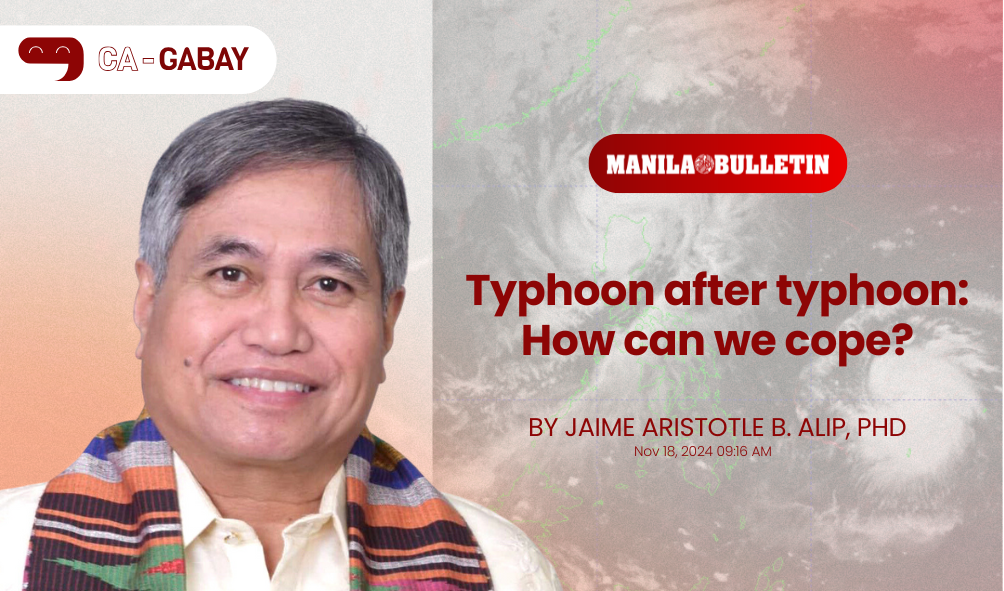 CA-GABAY
MANILA BULLETIN
Typhoon after typhoon:
How can we cope?
BY JAIME ARISTOTLE B. ALIP, PHD
Nov 18, 2024 09:16 AM